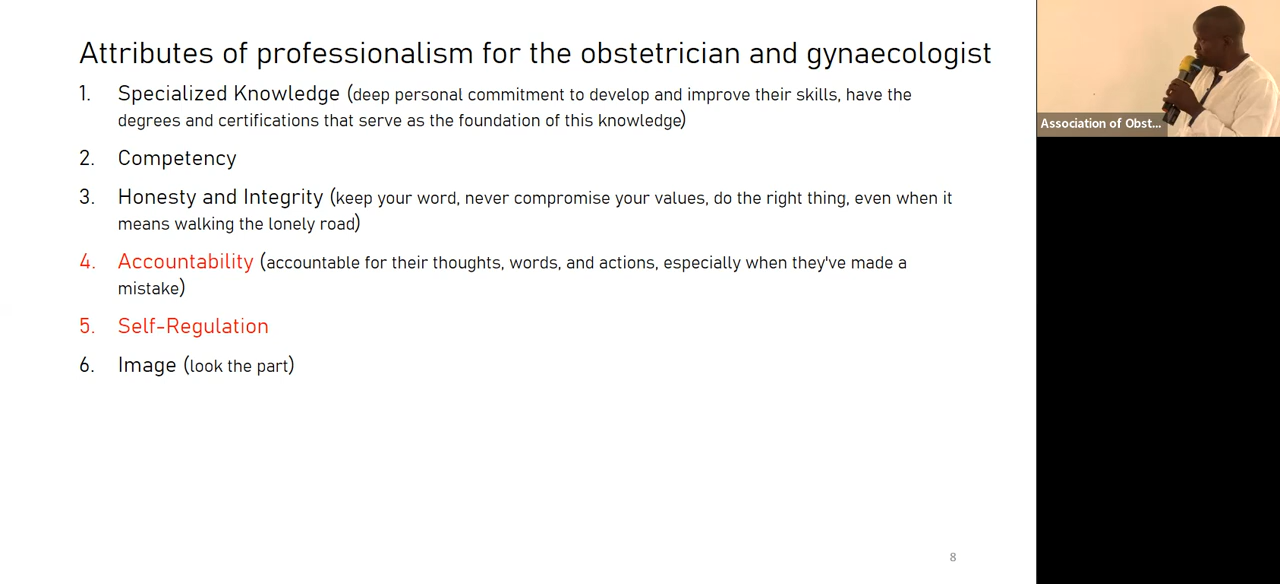 Attributes of professionalism for the obstetrician and gynaecologist
1. Specialized Knowledge (deep personal commitment to develop and improve their skills, have the
degrees and certifications that serve as the foundation of this knowledge)
2. Competency
3. Honesty and Integrity (keep your word, never compromise your values, do the right thing, even when it
means walking the lonely road)
4. Accountability (accountable for their thoughts, words, and actions, especially when they've made a
mistake)
5. Self-Regulation
6. Image (look the part)
8
Association of Obst...